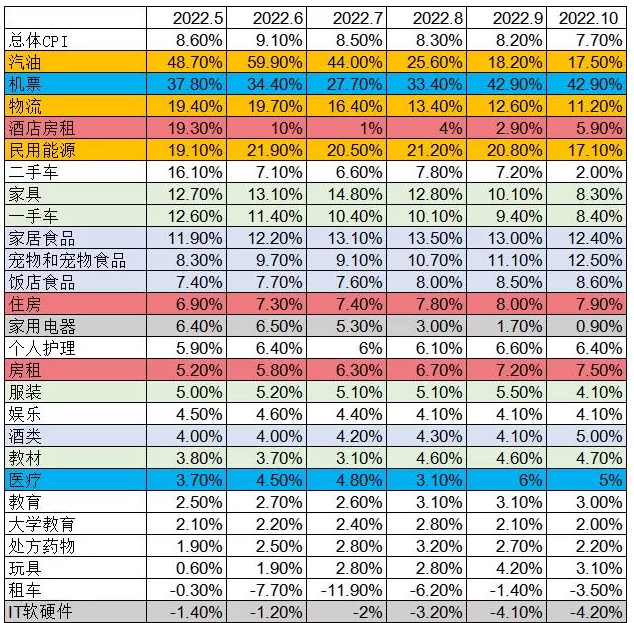 2022.5 2022.6 2022.7 2022.8 2022.9 2022.10
总体CPI 8.60% 9.10% 8.50% 8.30% 8.20% 7.70%
汽油 48.70% 59.90% 44.00% 25.60% 18.20% 17.50%
机票 37.80% 34.40% 27.70% 33.40% 42.90% 42.90%
物流 19.40% 19.70% 16.40% 13.40% 12.60% 11.20%
酒店房租 19.30% 10% 1% 4% 2.90% 5.90%
民用能源 19.10% 21.90% 20.50% 21.20% 20.80% 17.10%
二手车 16.10% 7.10% 6.60% 7.80% 7.20% 2.00%
家具 12.70% 13.10% 14.80% 12.80% 10.10% 8.30%
一手车 12.60% 11.40% 10.40% 10.10% 9.40% 8.40%
家居食品 11.90% 12.20% 13.10% 13.50% 13.00% 12.40%
宠物和宠物食品 8.30% 9.70% 9.10% 10.70% 11.10% 12.50%
饭店食品 7.40% 7.70% 7.60% 8.00% 8.50% 8.60%
住房 6.90% 7.30% 7.40% 7.80% 8.00% 7.90%
家用电器 6.40% 6.50% 5.30% 3.00% 1.70% 0.90%
个人护理 5.90% 6.40% 6% 6.10% 6.60% 6.40%
房租 5.20% 5.80% 6.30% 6.70% 7.20% 7.50%
服装 5.00% 5.20% 5.10% 5.10% 5.50% 4.10%
娱乐 4.50% 4.60% 4.40% 4.10% 4.10% 4.10%
酒类 4.00% 4.00% 4.20% 4.30% 4.10% 5.00%
教材 3.80% 3.70% 3.10% 4.60% 4.60% 4.70%
医疗 3.70% 4.50% 4.80% 3.10% 6% 5%
教育 2.50% 2.70% 2.60% 3.10% 3.10% 3.00%
大学教育 2.10% 2.20% 2.40% 2.80% 2.10% 2.00%
处方药物 1.90% 2.50% 2.80% 3.20% 2.70% 2.20%
玩具 0.60% 1.90% 2.80% 2.80% 4.20% 3.10%
租车 -0.30% -7.70% -11.90% -6.20% -1.40% -3.50%
IT软硬件 -1.40% -1.20% -2% -3.20% -4.10% -4.20%